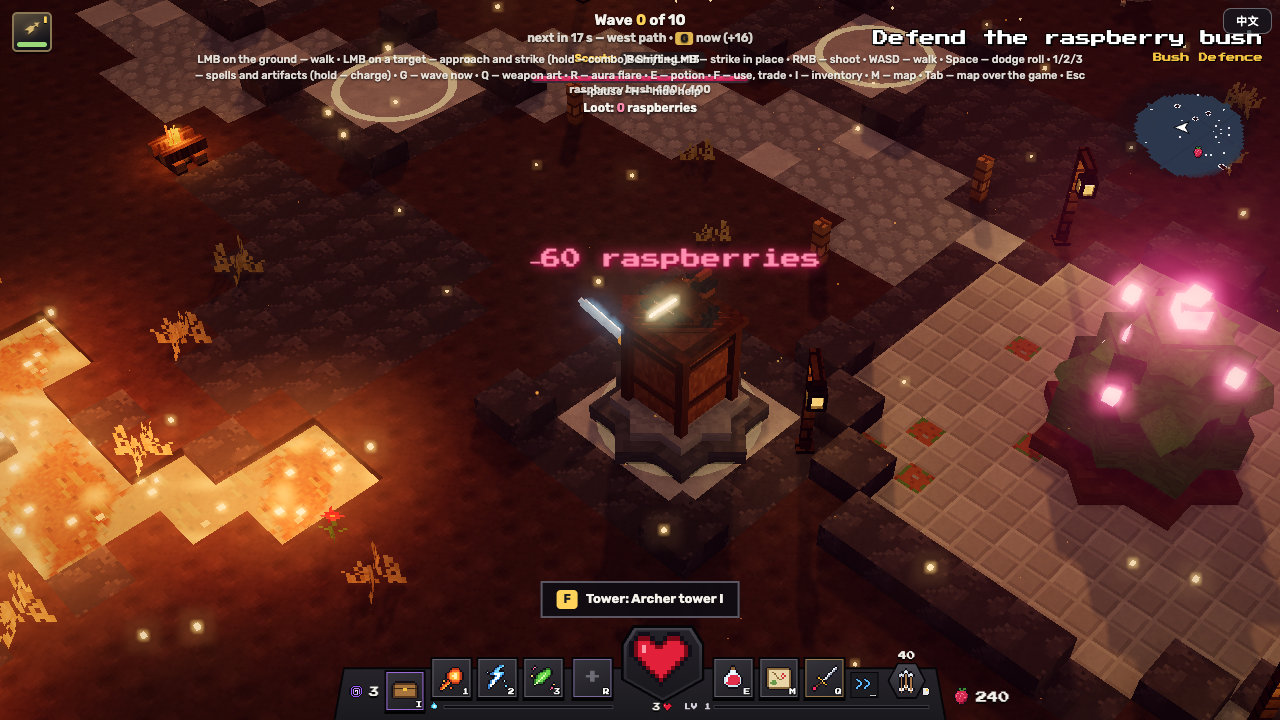 Wave 0 of 10
next in 17 s — west path • now (+16)
中文
Defend the raspberry bush
Bush Defence
LMB on the ground — walk • LMB on a target — approach and strike (hold — combo) • Shift+LMB — strike in place • RMB — shoot • WASD — walk • Space — dodge roll • 1/2/3
— spells and artifacts (hold — charge) • G — wave now • Q — weapon art • R — aura flare • E — potion • F — use, trade • I — inventory • M — map • Tab — map over the game • Esc
— pause • H — hide help
Loot: 0 raspberries
-60 raspberries
F Tower: Archer tower I
3
I
1
2
3
R
E
M
Q
40
B
3 LV 1
240